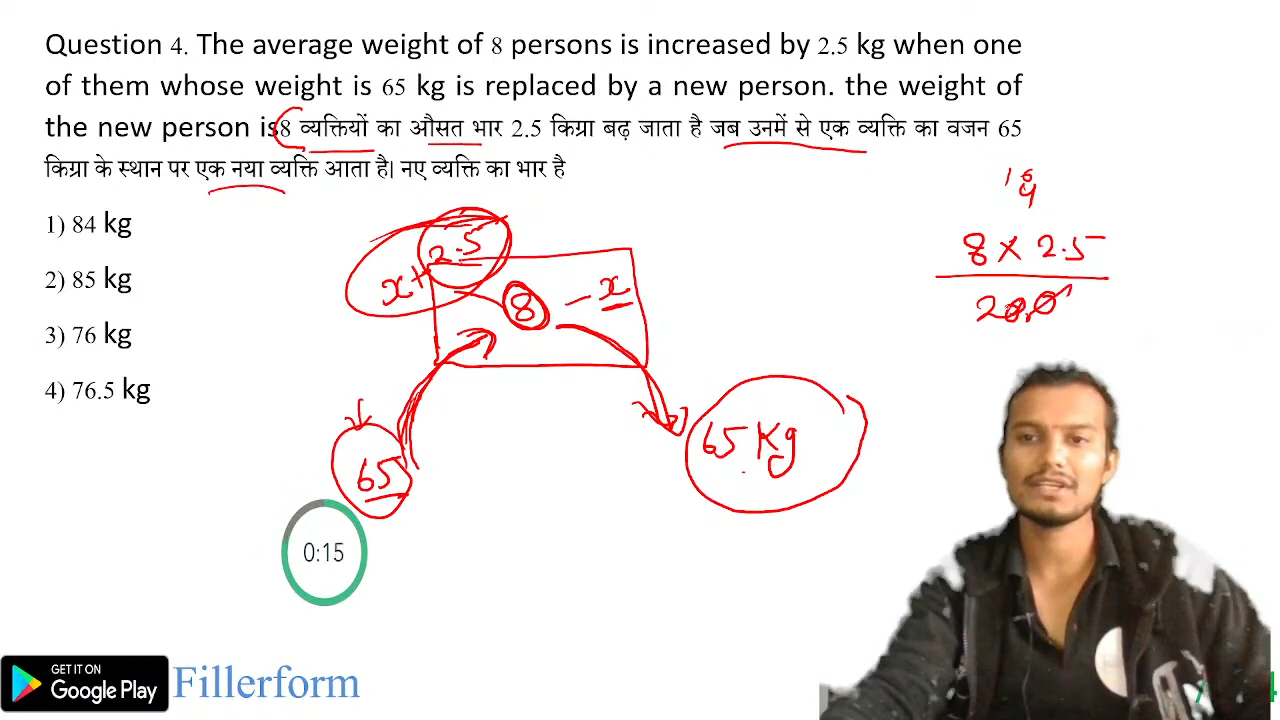 Question 4. The average weight of 8 persons is increased by 2.5 kg when one
of them whose weight is 65 kg is replaced by a new person. the weight of
the new person is8 व्यक्तियों का औसत भार 2.5 किग्रा बढ़ जाता है जब उनमें से एक व्यक्ति का वजन 65
किग्रा के स्थान पर एक नया व्यक्ति आता है। नए व्यक्ति का भार है
1) 84 kg
2) 85 kg
3) 76 kg
4) 76.5 kg
x+2.5
8 - x
65
65 Kg
8 × 2.5
0:15
GET IT ON
Google Play
Fillerform